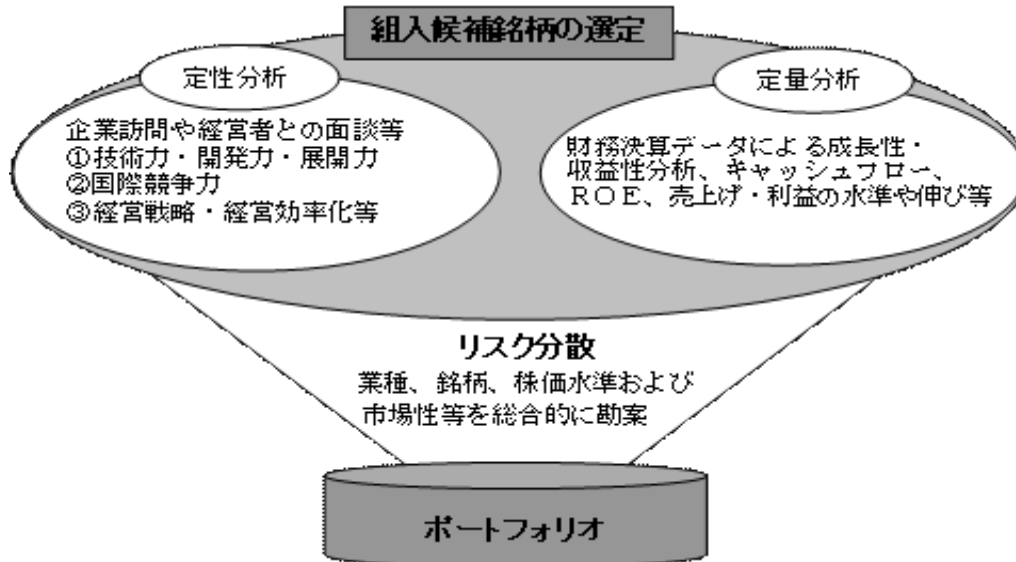 組入候補銘柄の選定
定性分析
企業訪問や経営者との面談等
①技術力・開発力・展開力
②国際競争力
③経営戦略・経営効率化等
定量分析
財務決算データによる成長性・
収益性分析、キャッシュフロー、
ＲＯＥ、売上げ・利益の水準や伸び等
リスク分散
業種、銘柄、株価水準および
市場性等を総合的に勘案
ポートフォリオ